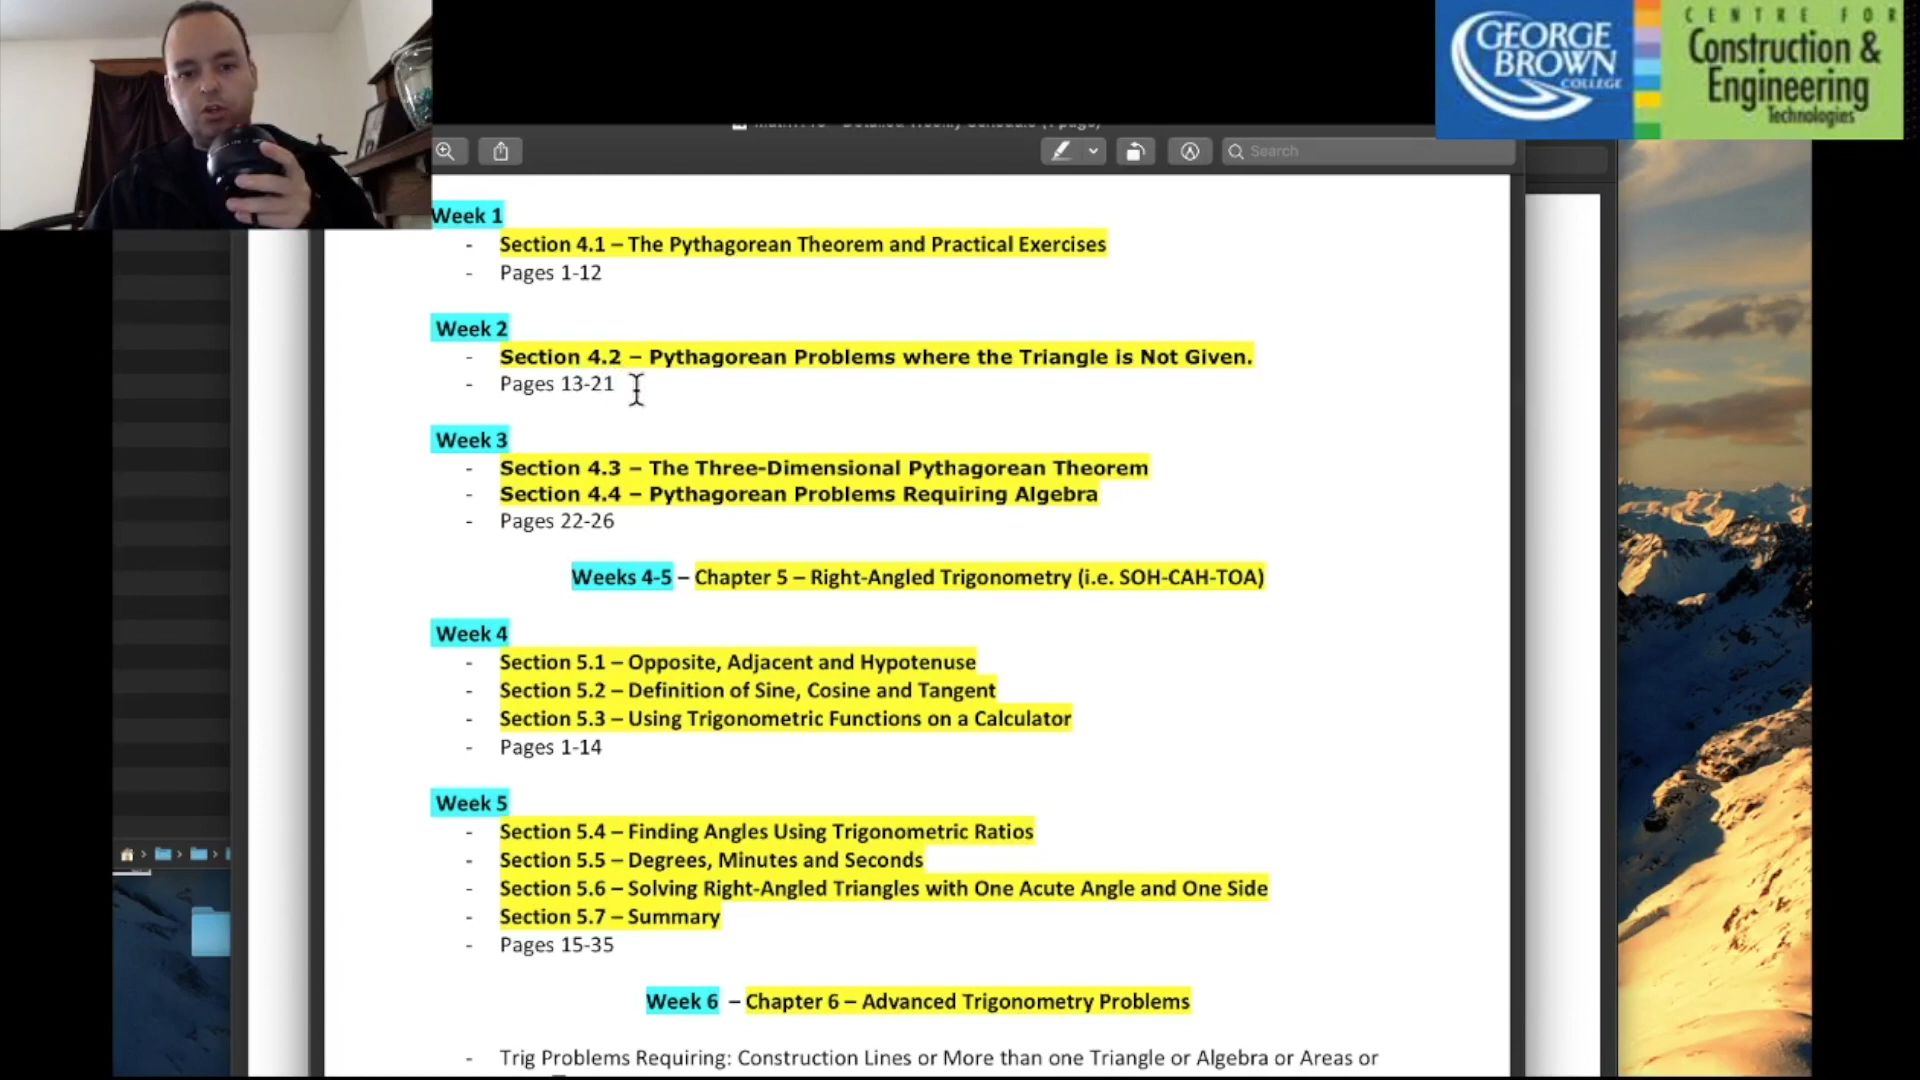 GEORGE
BROWN
COLLEGE
CENTRE FOR
Construction &
Engineering
Technologies
Search
Week 1
- Section 4.1 – The Pythagorean Theorem and Practical Exercises
- Pages 1-12
Week 2
- Section 4.2 – Pythagorean Problems where the Triangle is Not Given.
- Pages 13-21
Week 3
- Section 4.3 – The Three-Dimensional Pythagorean Theorem
- Section 4.4 – Pythagorean Problems Requiring Algebra
- Pages 22-26
Weeks 4-5 – Chapter 5 – Right-Angled Trigonometry (i.e. SOH-CAH-TOA)
Week 4
- Section 5.1 – Opposite, Adjacent and Hypotenuse
- Section 5.2 – Definition of Sine, Cosine and Tangent
- Section 5.3 – Using Trigonometric Functions on a Calculator
- Pages 1-14
Week 5
- Section 5.4 – Finding Angles Using Trigonometric Ratios
- Section 5.5 – Degrees, Minutes and Seconds
- Section 5.6 – Solving Right-Angled Triangles with One Acute Angle and One Side
- Section 5.7 – Summary
- Pages 15-35
Week 6 – Chapter 6 – Advanced Trigonometry Problems
- Trig Problems Requiring: Construction Lines or More than one Triangle or Algebra or Areas or